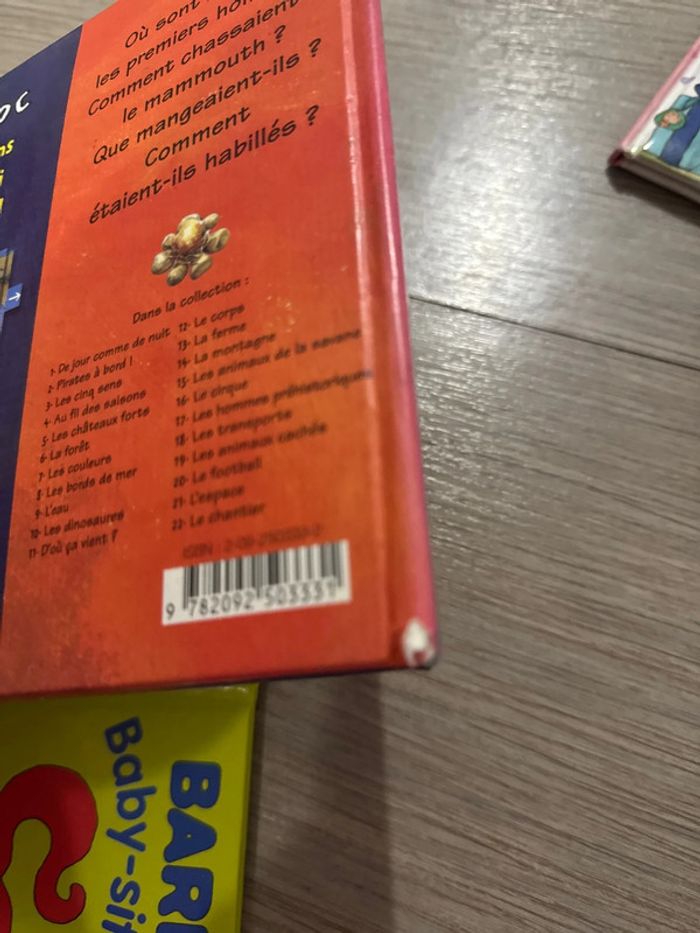 Où sont
les premiers
Comment chassaient
le mammouth ?
Que mangeaient-ils ?
Comment
étaient-ils habillés ?
Dans la collection :
1- De jour comme de nuit
2- Pirates à bord !
3- Les cinq sens
4- Au fil des saisons
5- Les châteaux forts
6- La forêt
7- Les couleurs
8- Les bords de mer
9- L'eau
10- Les dinosaures
11- D'où ça vient ?
12- Le corps
13- La ferme
14- La montagne
15- Les animaux de la savane
16- Le cirque
17- Les hommes préhistoriques
18- Les transports
19- Les animaux cachés
20- Le football
21- L'espace
22- Le chantier
ISBN :
9 782092 503331
Baby-sit
BAR